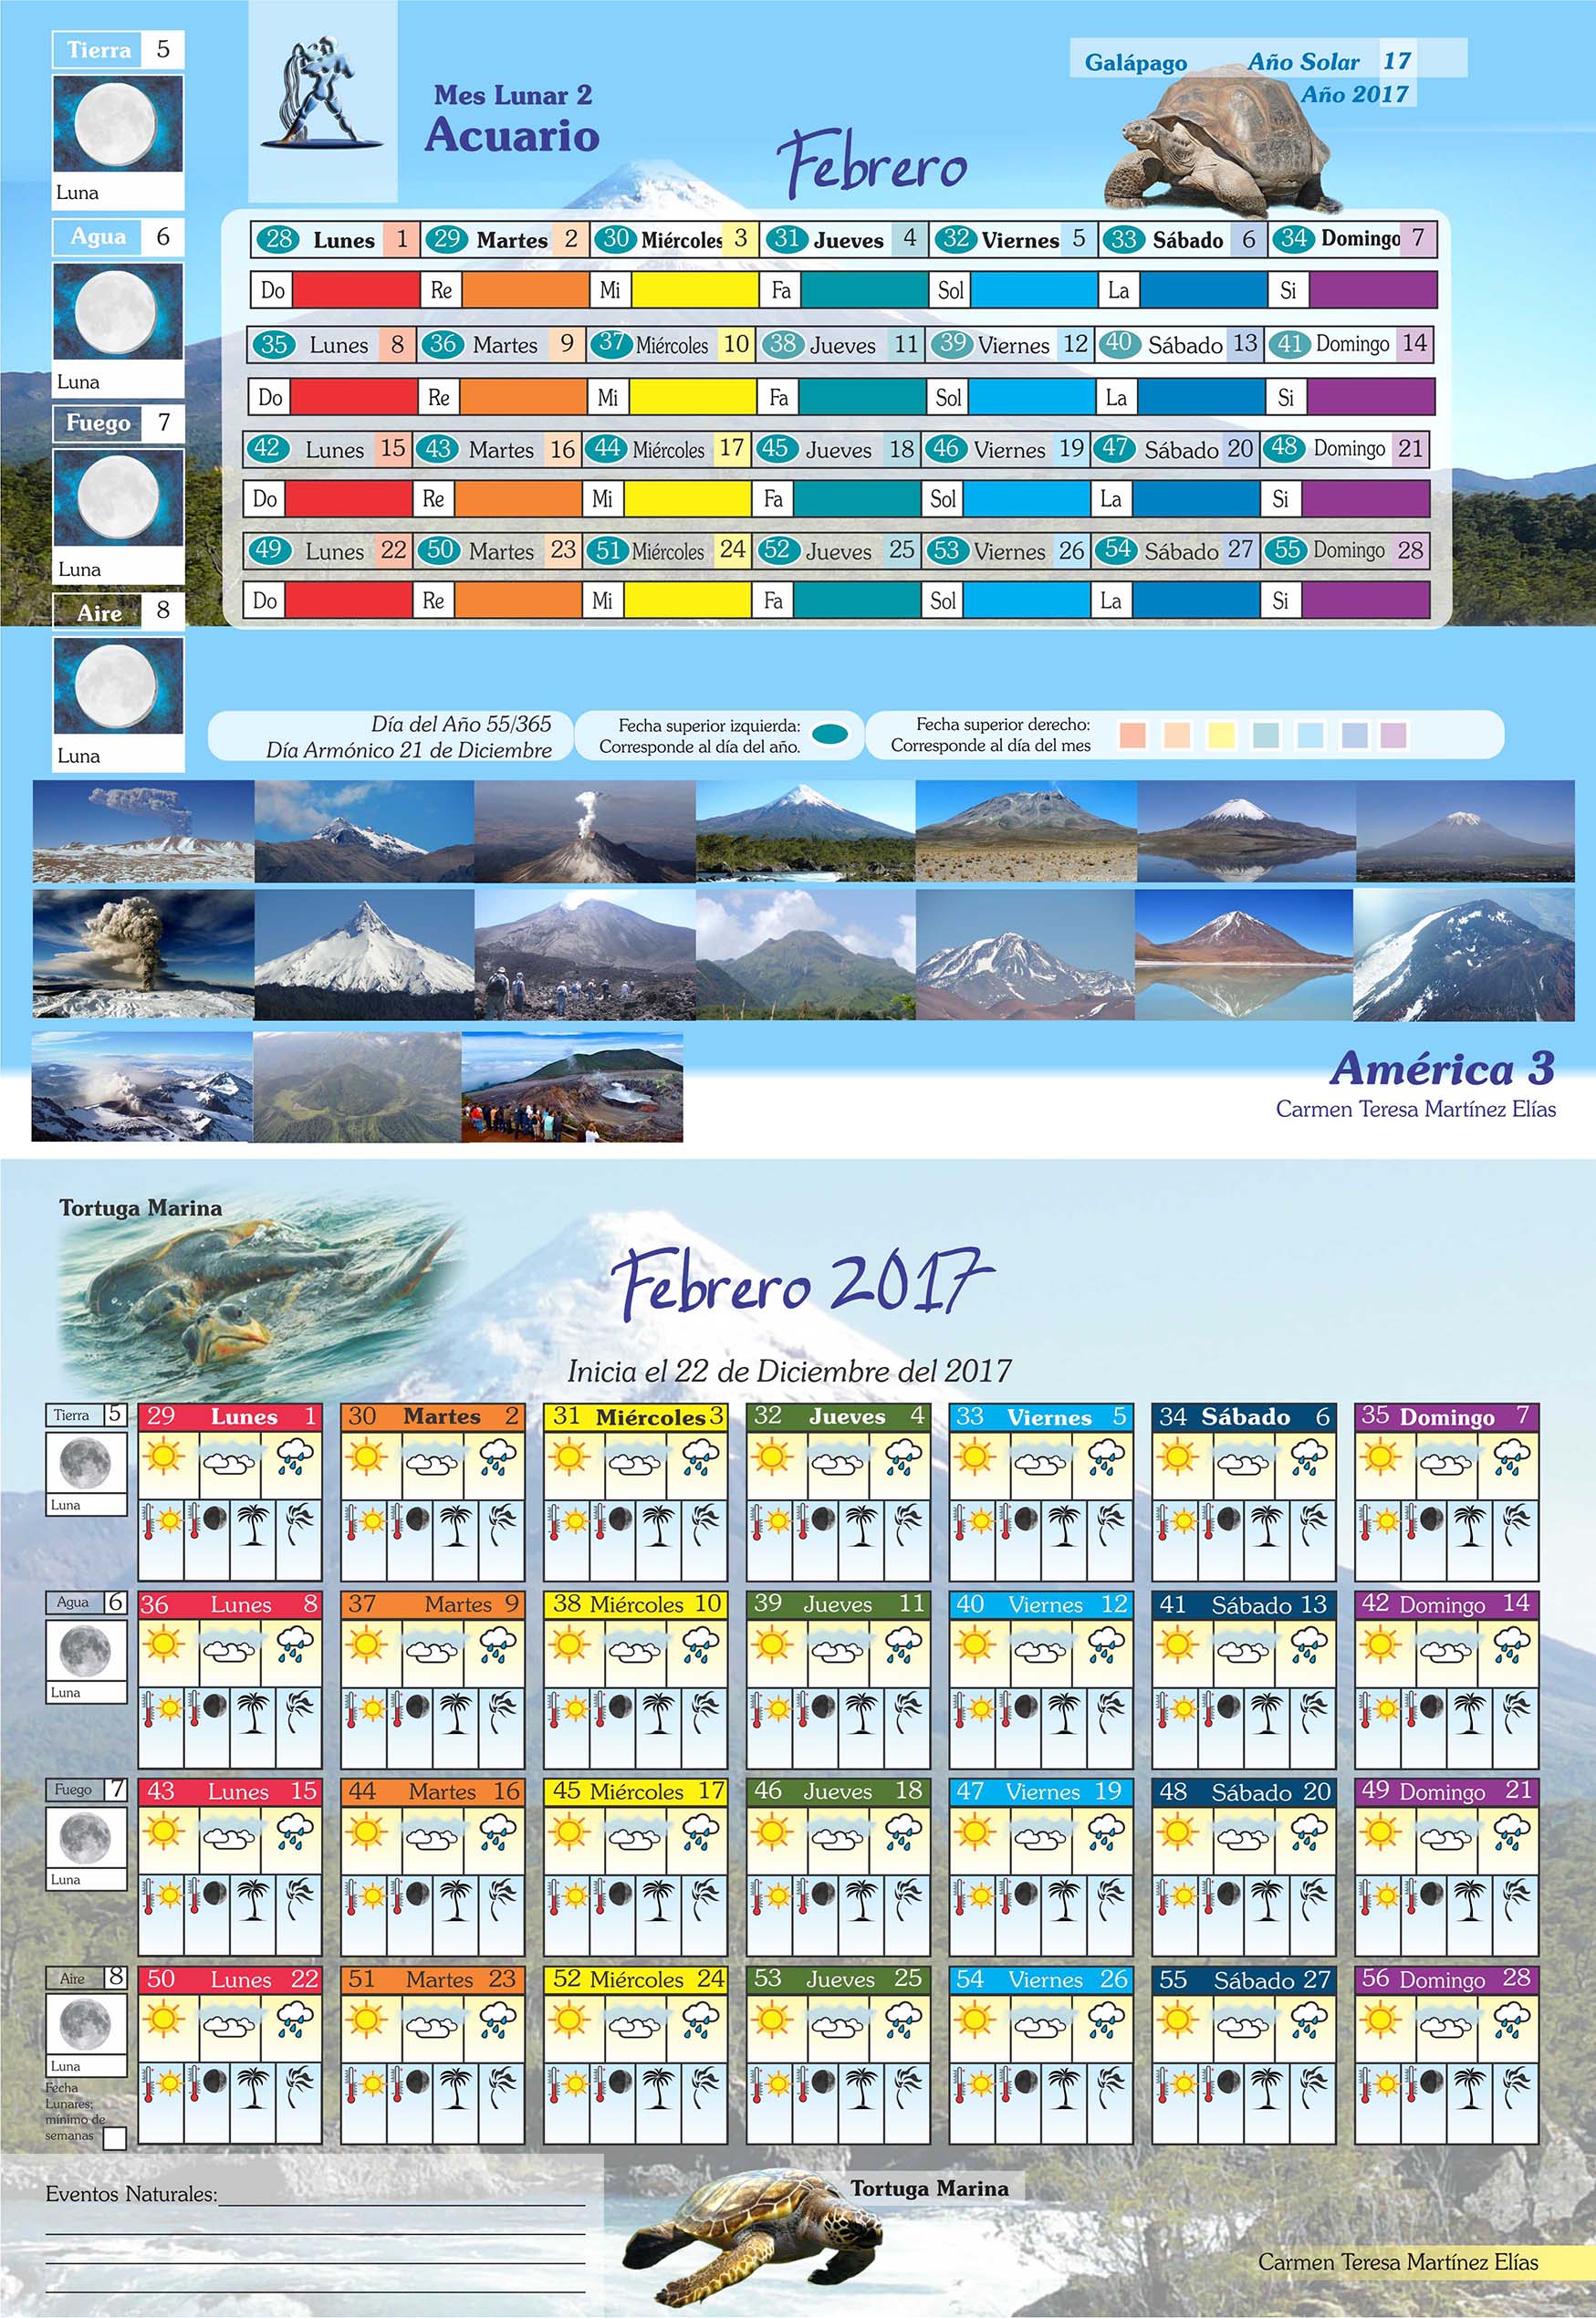 Tierra 5
Luna
Agua 6
Luna
Fuego 7
Luna
Aire 8
Luna
Mes Lunar 2
Acuario
Febrero
Galápago Año Solar 17
Año 2017
28 Lunes 1 29 Martes 2 30 Miércoles 3 31 Jueves 4 32 Viernes 5 33 Sábado 6 34 Domingo 7
Do Re Mi Fa Sol La Si
35 Lunes 8 36 Martes 9 37 Miércoles 10 38 Jueves 11 39 Viernes 12 40 Sábado 13 41 Domingo 14
Do Re Mi Fa Sol La Si
42 Lunes 15 43 Martes 16 44 Miércoles 17 45 Jueves 18 46 Viernes 19 47 Sábado 20 48 Domingo 21
Do Re Mi Fa Sol La Si
49 Lunes 22 50 Martes 23 51 Miércoles 24 52 Jueves 25 53 Viernes 26 54 Sábado 27 55 Domingo 28
Do Re Mi Fa Sol La Si
Día del Año 55/365
Día Armónico 21 de Diciembre
Fecha superior izquierda:
Corresponde al día del año.
Fecha superior derecho:
Corresponde al día del mes
América 3
Carmen Teresa Martínez Elías
Tortuga Marina
Febrero 2017
Inicia el 22 de Diciembre del 2017
Tierra 5 29 Lunes 1 30 Martes 2 31 Miércoles 3 32 Jueves 4 33 Viernes 5 34 Sábado 6 35 Domingo 7
Luna
Agua 6 36 Lunes 8 37 Martes 9 38 Miércoles 10 39 Jueves 11 40 Viernes 12 41 Sábado 13 42 Domingo 14
Luna
Fuego 7 43 Lunes 15 44 Martes 16 45 Miércoles 17 46 Jueves 18 47 Viernes 19 48 Sábado 20 49 Domingo 21
Luna
Aire 8 50 Lunes 22 51 Martes 23 52 Miércoles 24 53 Jueves 25 54 Viernes 26 55 Sábado 27 56 Domingo 28
Luna
Fecha
Lunares;
mínimo de
semanas
Eventos Naturales:
Tortuga Marina
Carmen Teresa Martínez Elías